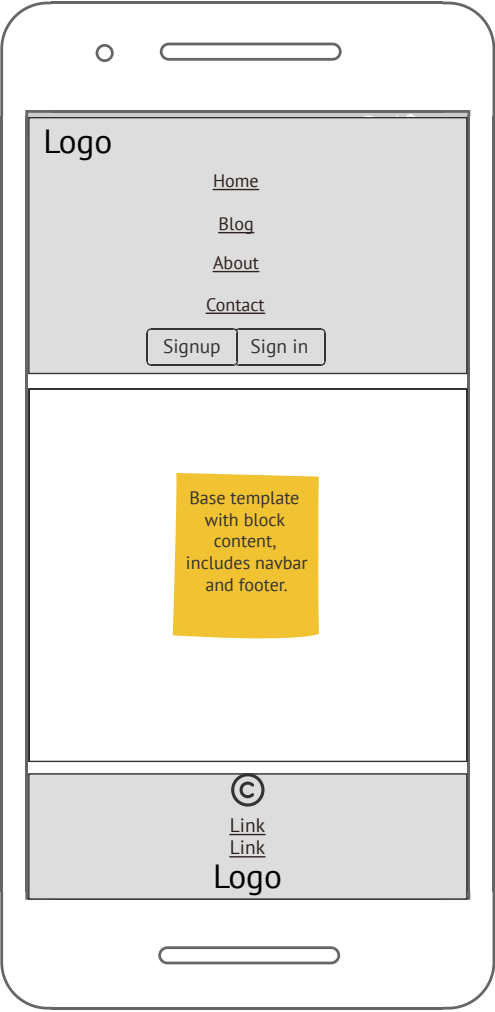 Logo
Home
Blog
About
Contact
Signup Sign in
Base template
with block
content,
includes navbar
and footer.
©
Link
Link
Logo